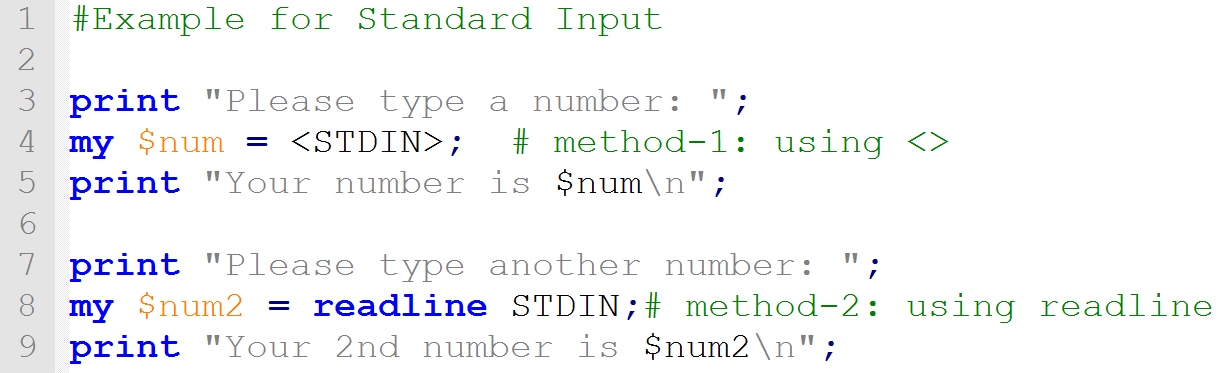 1 #Example for Standard Input
2
3 print "Please type a number: ";
4 my $num = <STDIN>;  # method-1: using <>
5 print "Your number is $num\n";
6
7 print "Please type another number: ";
8 my $num2 = readline STDIN;# method-2: using readline
9 print "Your 2nd number is $num2\n";